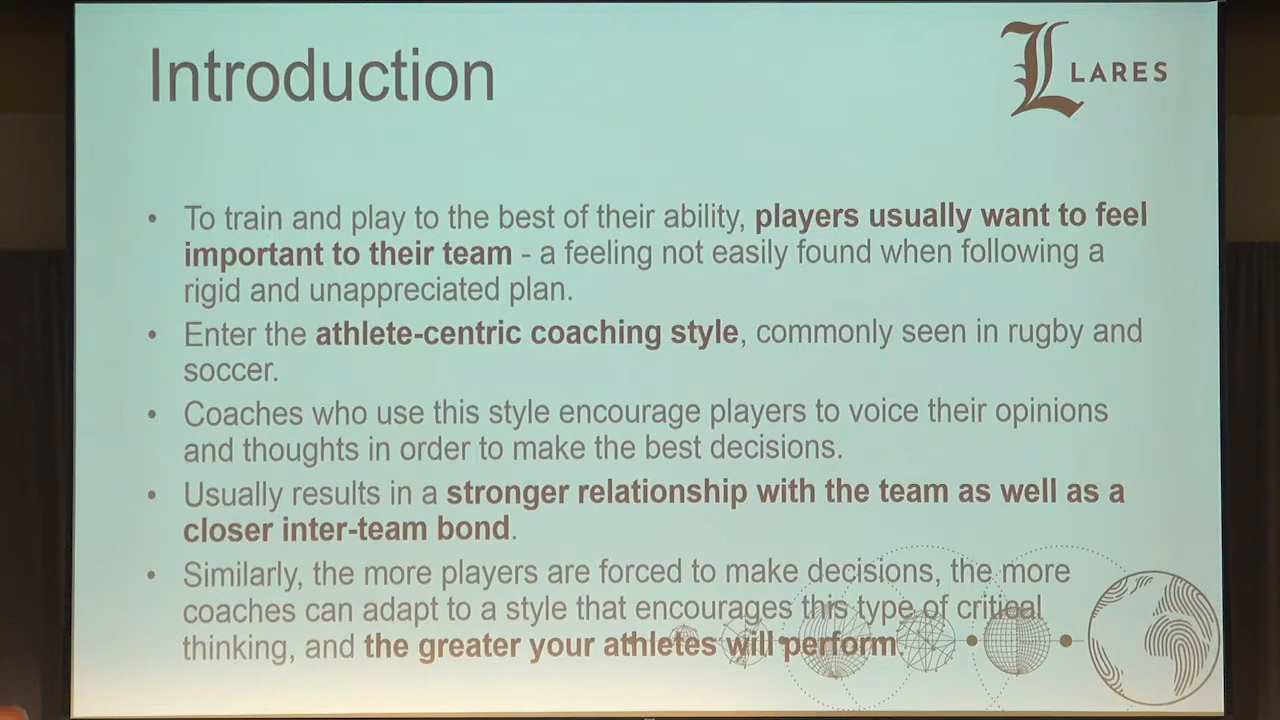 Introduction
L LARES
• To train and play to the best of their ability, players usually want to feel
important to their team - a feeling not easily found when following a
rigid and unappreciated plan.
• Enter the athlete-centric coaching style, commonly seen in rugby and
soccer.
• Coaches who use this style encourage players to voice their opinions
and thoughts in order to make the best decisions.
• Usually results in a stronger relationship with the team as well as a
closer inter-team bond.
• Similarly, the more players are forced to make decisions, the more
coaches can adapt to a style that encourages this type of critical
thinking, and the greater your athletes will perform.